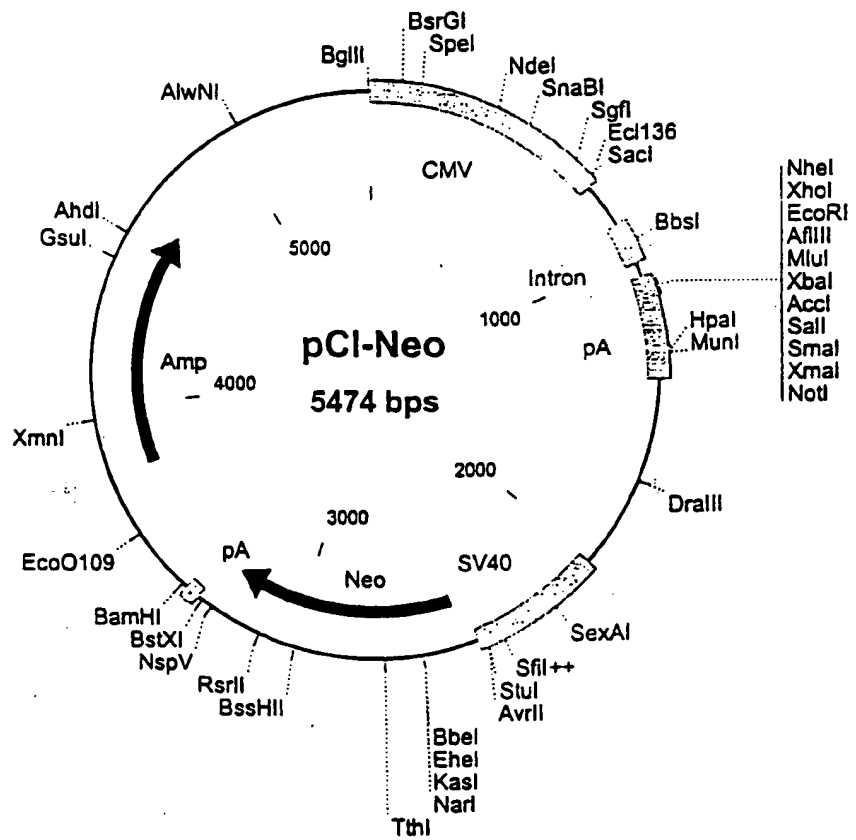 BsrGI
SpeI
BglII
NdeI
SnaBI
SgfI
Ecl136
SacI
AlwNI
CMV
NheI
XhoI
EcoRI
AflIII
MluI
XbaI
AccI
SalI
SmaI
XmaI
NotI
BbsI
AhdI
GsuI
5000
Intron
1000
HpaI
MunI
pA
pCI-Neo
5474 bps
Amp
4000
XmnI
2000
DraIII
3000
pA
Neo
SV40
EcoO109
BamHI
BstXI
NspV
RsrII
BssHII
SexAI
SfiI++
StuI
AvrII
BbeI
EheI
KasI
NarI
TthI